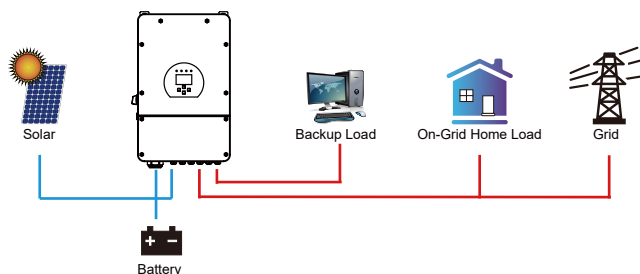 Solar
Backup Load
On-Grid Home Load
Grid
Battery